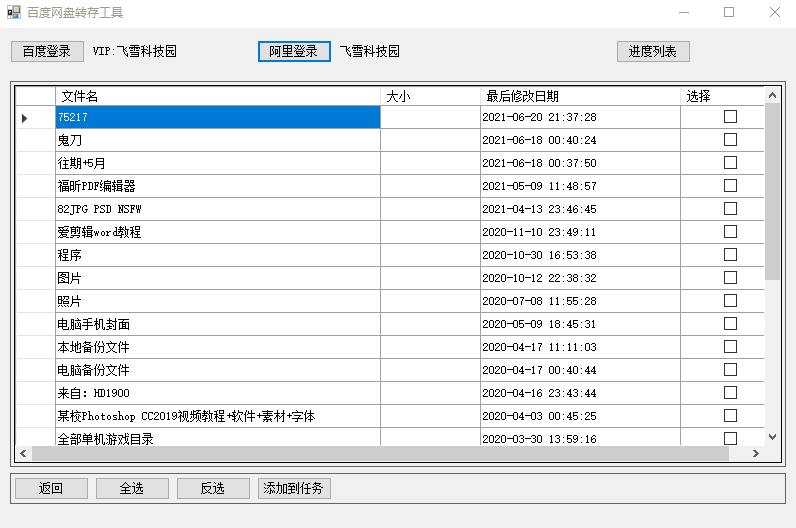 百度网盘转存工具
百度登录 VIP:飞雪科技园 阿里登录 飞雪科技园 进度列表
文件名 大小 最后修改日期 选择
75217 2021-06-20 21:37:28
鬼刀 2021-06-18 00:40:24
往期+5月 2021-06-18 00:37:50
福昕PDF编辑器 2021-05-09 11:48:57
82JPG PSD NSFW 2021-04-13 23:46:45
爱剪辑word教程 2020-11-10 23:49:11
程序 2020-10-30 16:53:38
图片 2020-10-12 22:38:32
照片 2020-07-08 11:55:28
电脑手机封面 2020-05-09 18:45:31
本地备份文件 2020-04-17 11:11:03
电脑备份文件 2020-04-17 00:40:44
来自：HD1900 2020-04-16 23:43:44
某校Photoshop CC2019视频教程+软件+素材+字体 2020-04-03 00:45:25
全部单机游戏目录 2020-03-30 13:59:16
返回 全选 反选 添加到任务